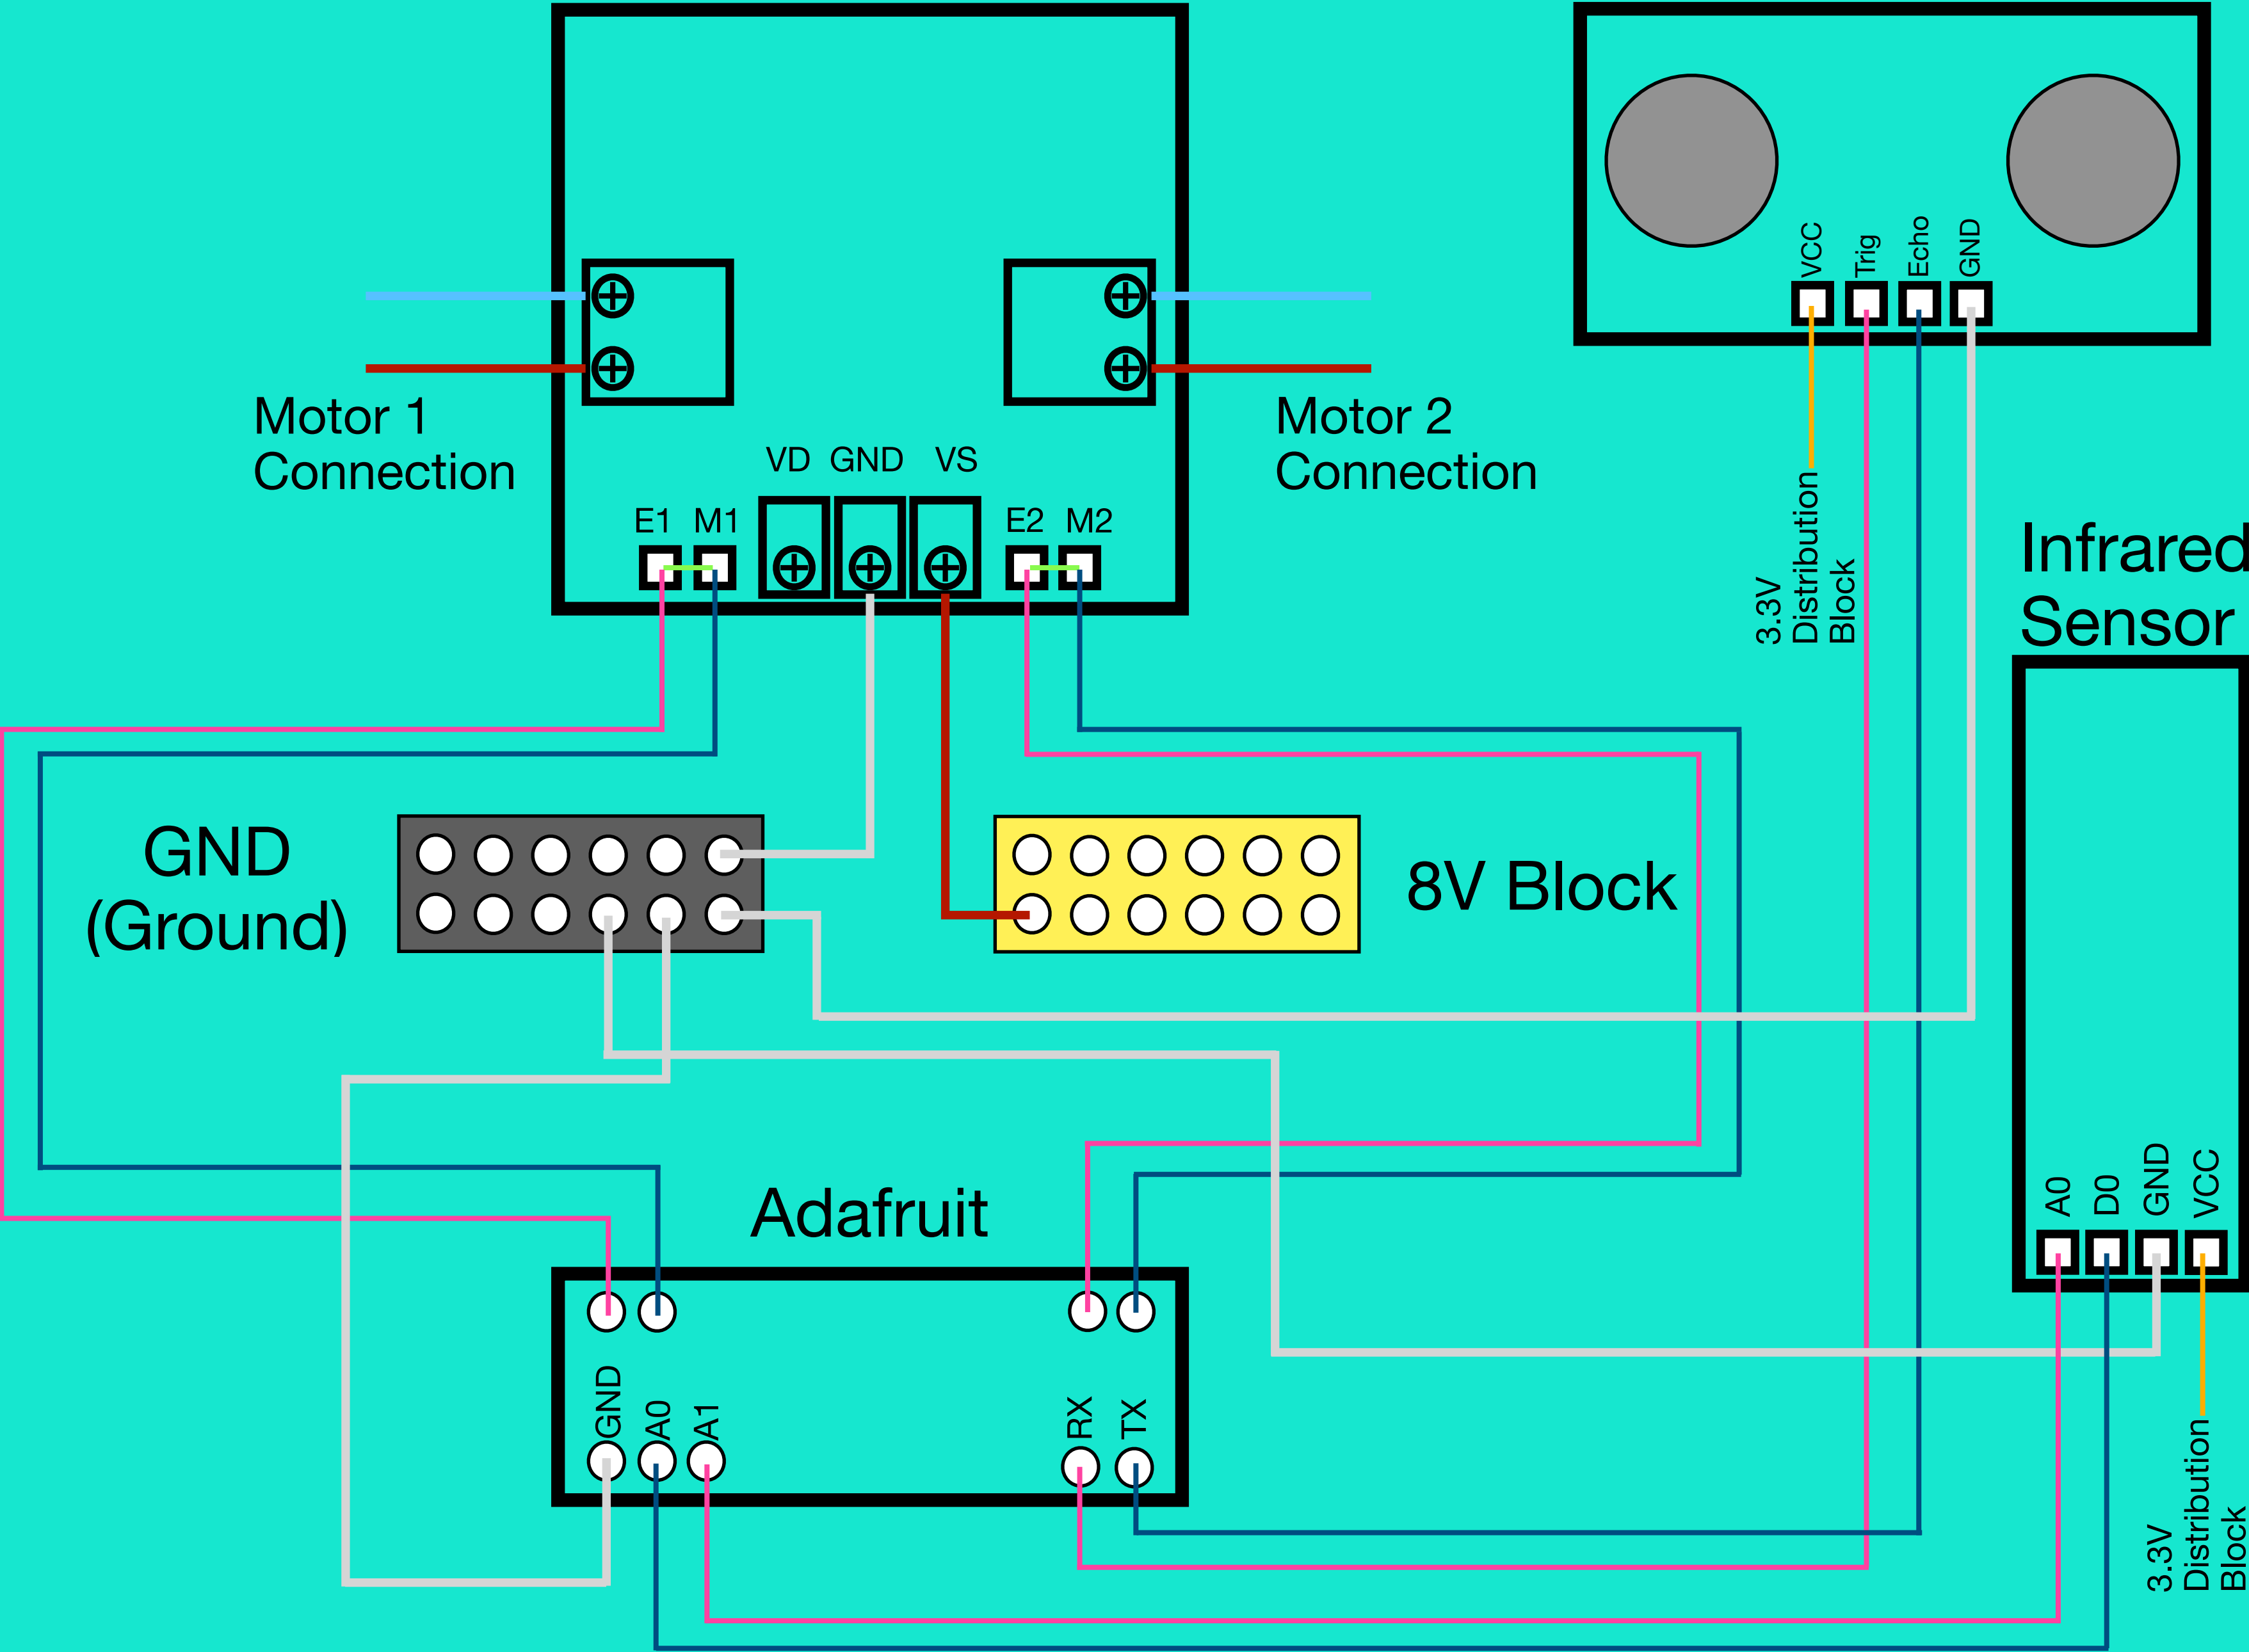 VCC
Trig
Echo
GND
Motor 1
Connection
Motor 2
Connection
VD GND VS
E1 M1
E2 M2
3.3V
Distribution
Block
Infrared
Sensor
GND
(Ground)
8V Block
Adafruit
A0
D0
GND
VCC
GND
A0
A1
RX
TX
3.3V
Distribution
Block